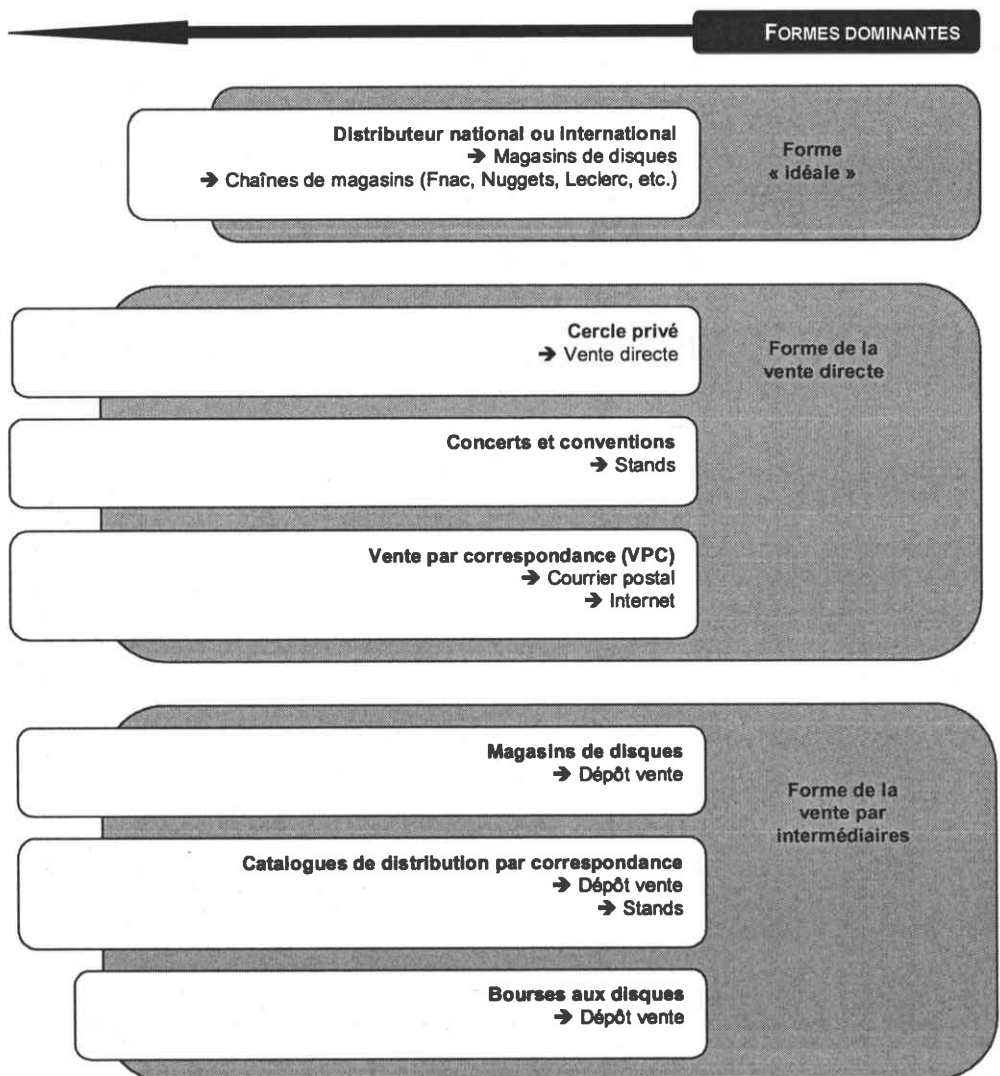 FORMES DOMINANTES
Distributeur national ou international
➔ Magasins de disques
➔ Chaînes de magasins (Fnac, Nuggets, Leclerc, etc.)
Forme
« idéale »
Cercle privé
➔ Vente directe
Forme de la
vente directe
Concerts et conventions
➔ Stands
Vente par correspondance (VPC)
➔ Courrier postal
➔ Internet
Magasins de disques
➔ Dépôt vente
Forme de la
vente par
intermédiaires
Catalogues de distribution par correspondance
➔ Dépôt vente
➔ Stands
Bourses aux disques
➔ Dépôt vente